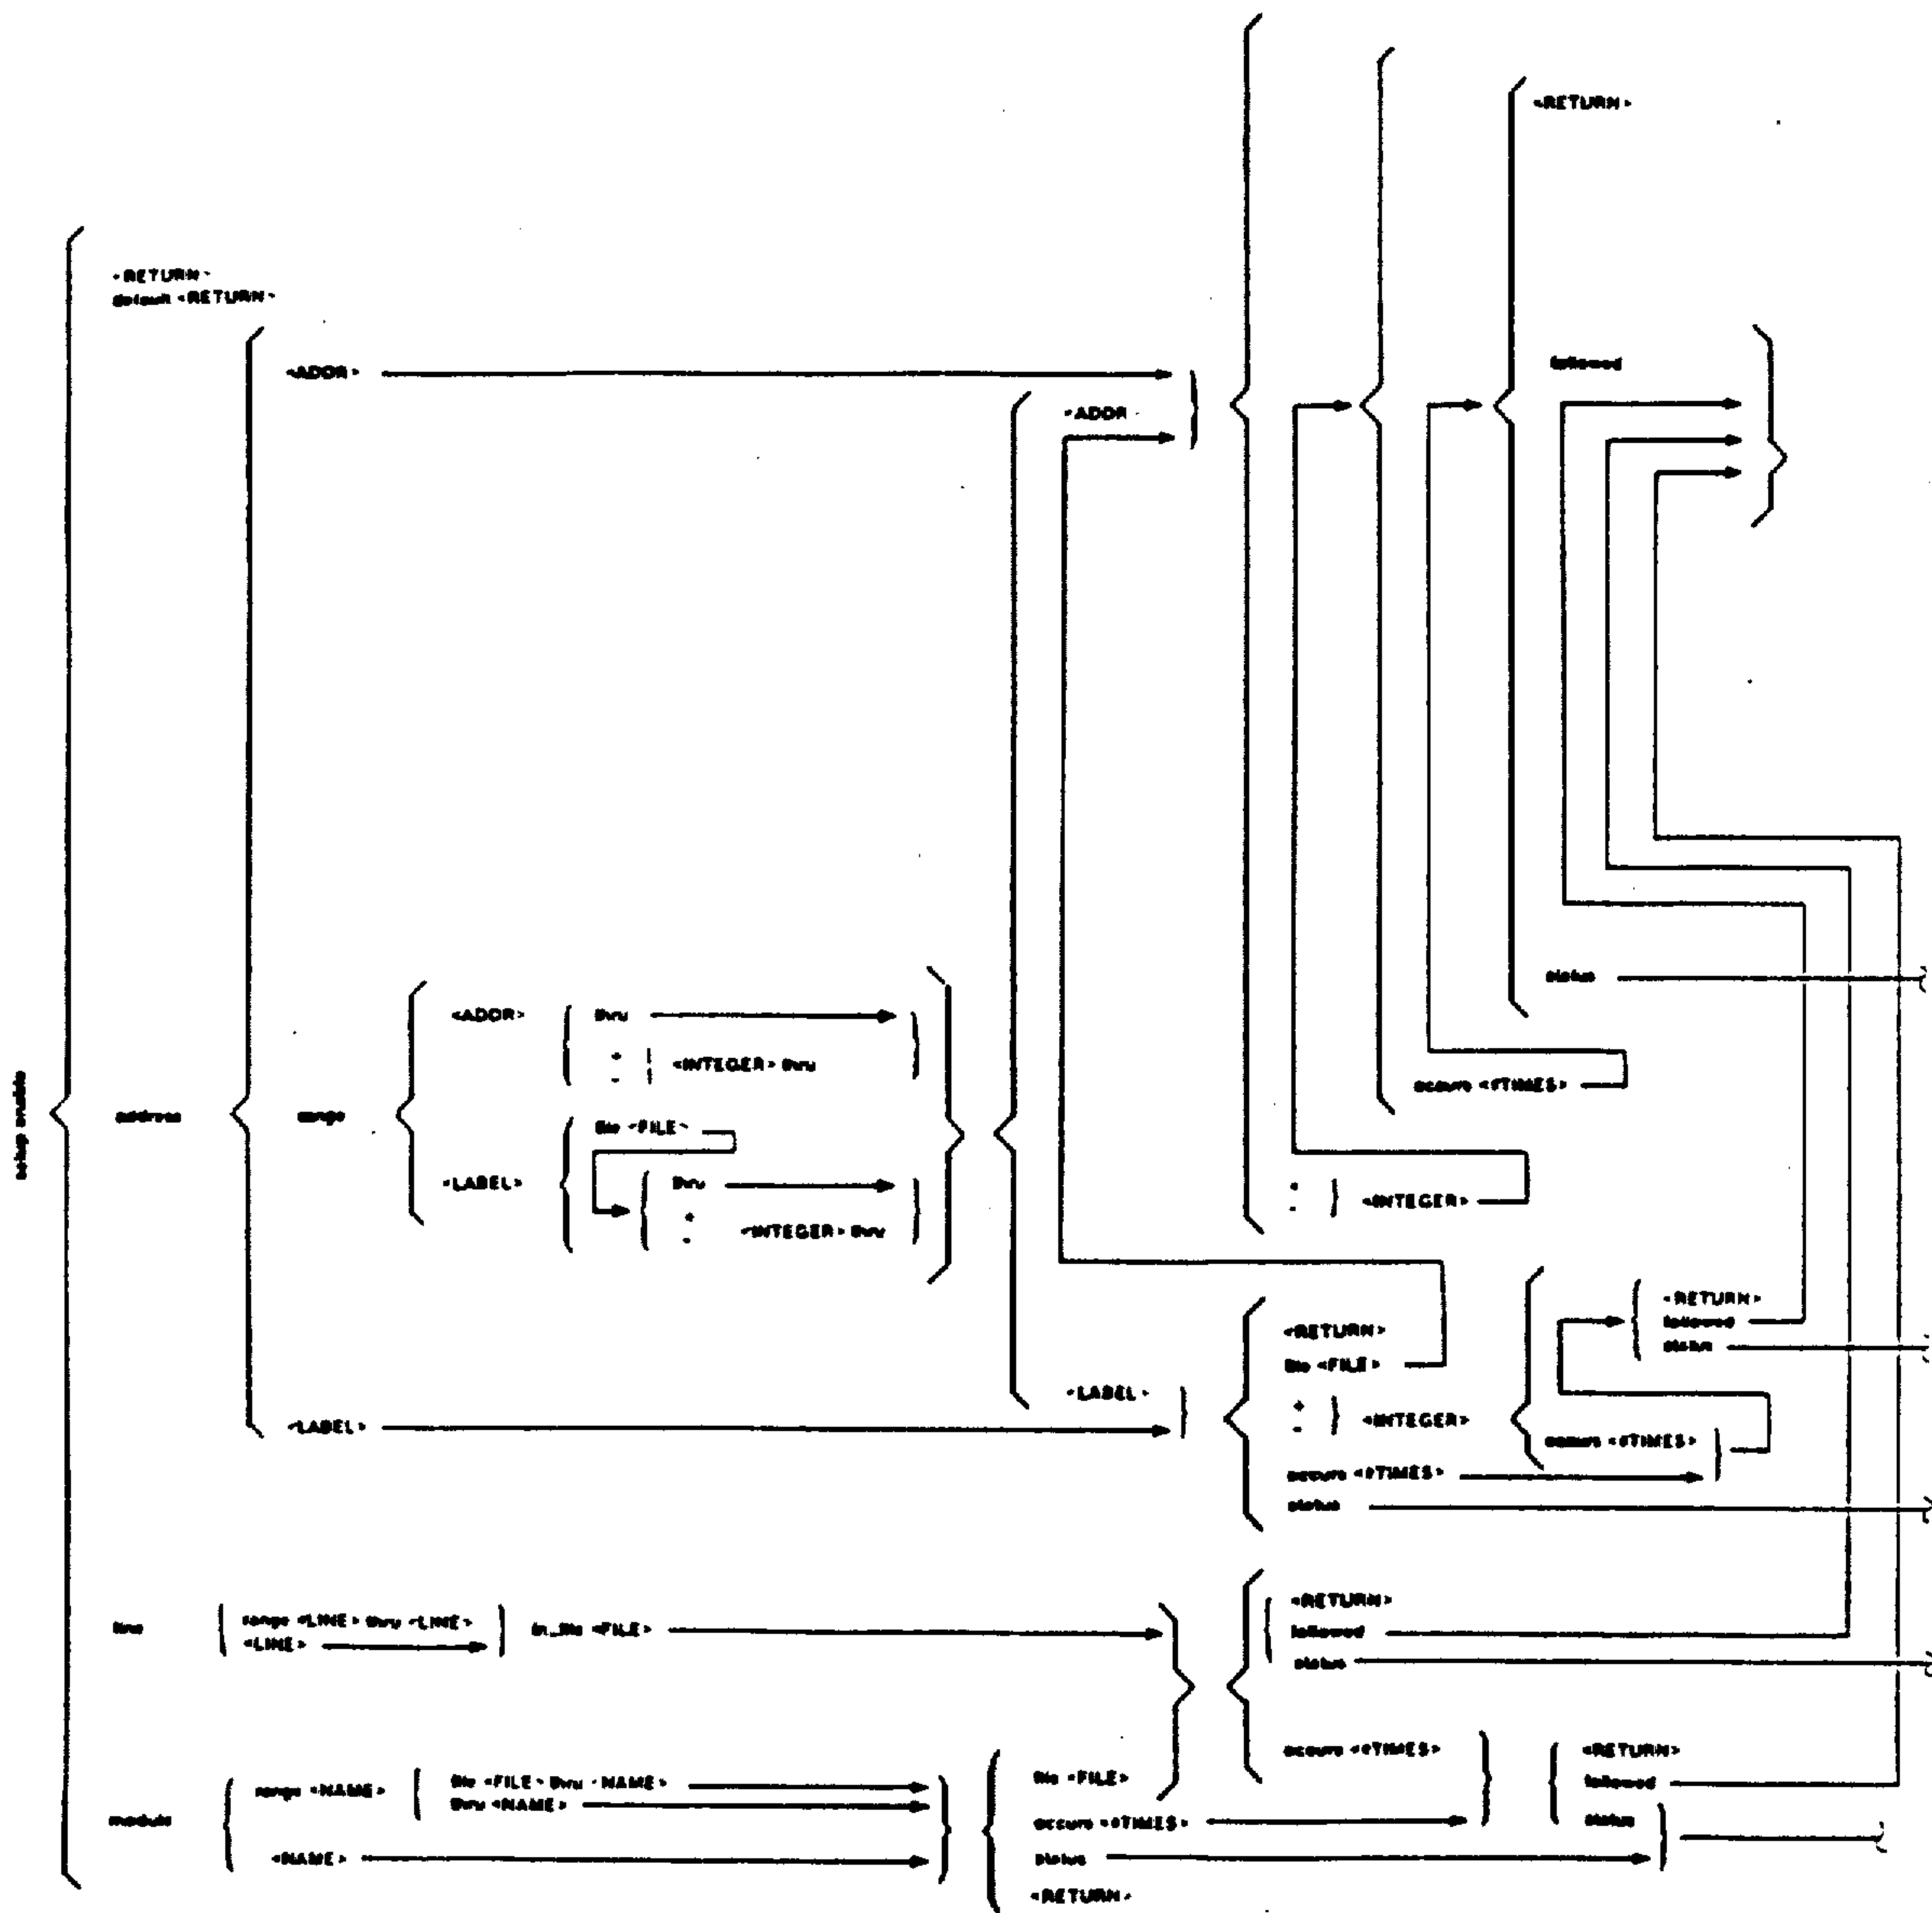 <RETURN>
<RETURN>
default <RETURN>
followed
<ADDR>
<ADDR>
status
<ADDR> thru
+
-
<INTEGER> thru
occurs <#TIMES>
setup enable
address
range
file <FILE>
<LABEL>
thru
+
-
<INTEGER> thru
+
-
<INTEGER>
<RETURN>
followed
status
<RETURN>
file <FILE>
<LABEL>
+
-
<INTEGER>
<LABEL>
occurs <#TIMES>
occurs <#TIMES>
status
line
range <LINE> thru <LINE>
<LINE>
in_file <FILE>
<RETURN>
followed
status
occurs <#TIMES>
<RETURN>
followed
status
module
range <NAME>
file <FILE> thru <NAME>
thru <NAME>
<NAME>
file <FILE>
occurs <#TIMES>
status
<RETURN>